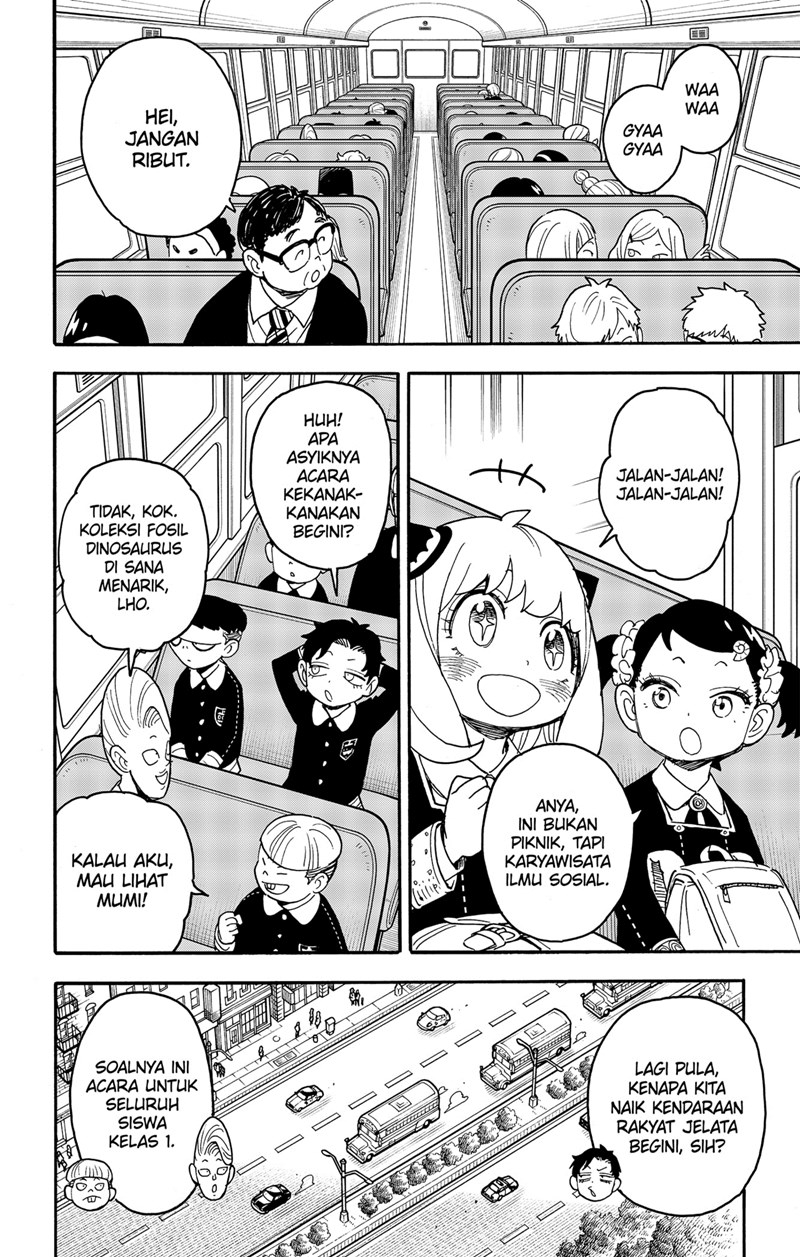 WAA
WAA
GYAA
GYAA
HEI,
JANGAN
RIBUT.
JALAN-JALAN!
JALAN-JALAN!
ANYA,
INI BUKAN
PIKNIK, TAPI
KARYAWISATA
ILMU SOSIAL.
HUH!
APA
ASYIKNYA
ACARA
KEKANAK-
KANAKAN
BEGINI?
TIDAK, KOK.
KOLEKSI FOSIL
DINOSAURUS
DI SANA
MENARIK,
LHO.
KALAU AKU,
MAU LIHAT
MUMI!
LAGI PULA,
KENAPA KITA
NAIK KENDARAAN
RAKYAT JELATA
BEGINI, SIH?
SOALNYA INI
ACARA UNTUK
SELURUH
SISWA
KELAS 1.